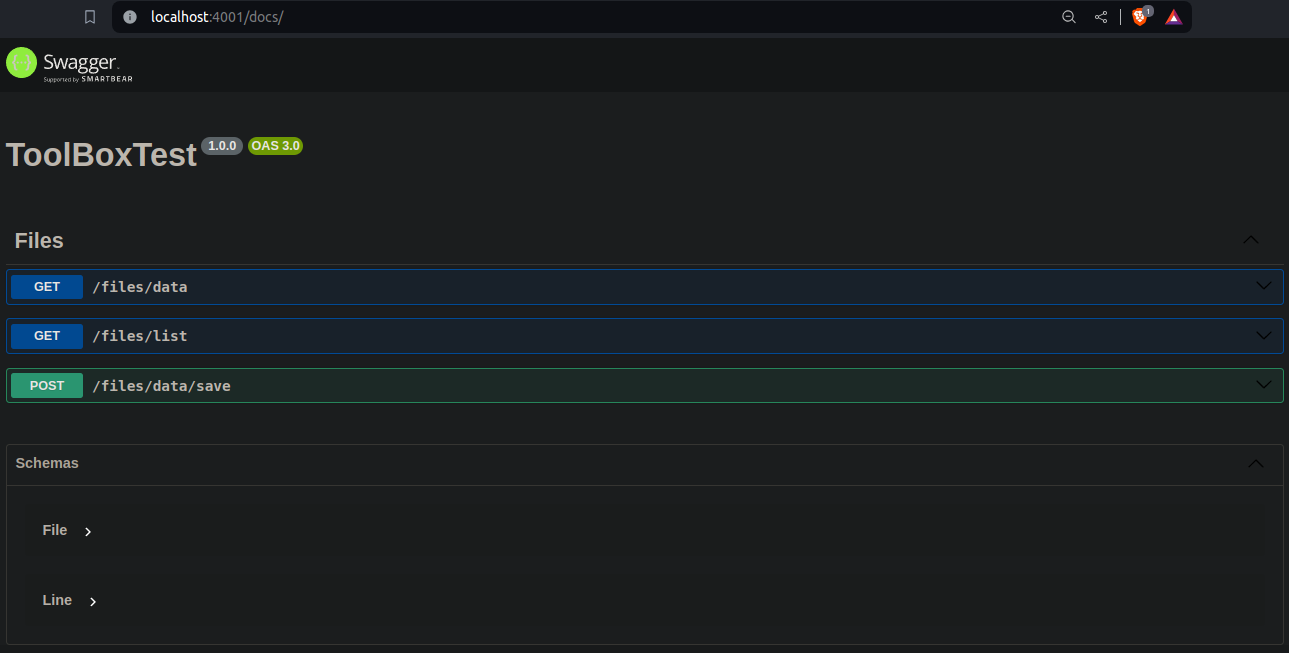 localhost:4001/docs/
1
Swagger.
Supported by SMARTBEAR
ToolBoxTest 1.0.0 OAS 3.0
Files
GET /files/data
GET /files/list
POST /files/data/save
Schemas
File
Line